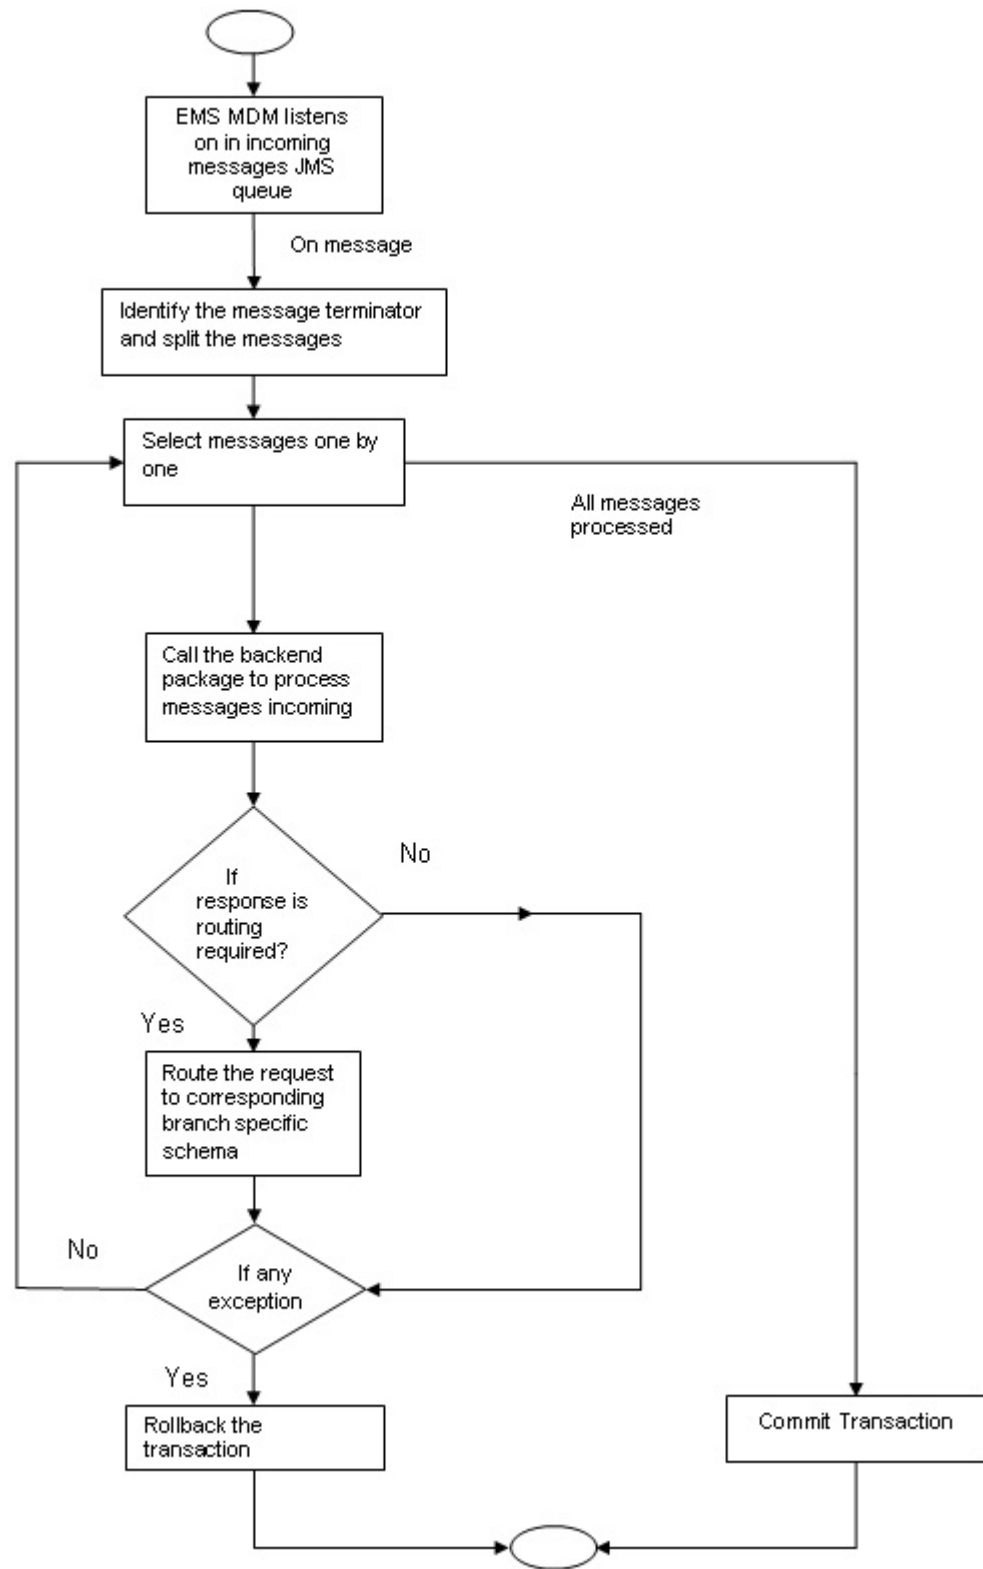 EMS MDM listens
on in incoming
messages JMS
queue
On message
Identify the message terminator
and split the messages
Select messages one by
one
All messages
processed
Call the backend
package to process
messages incoming
If
response is
routing
required?
No
Yes
Route the request
to corresponding
branch specific
schema
No
If any
exception
Yes
Rollback the
transaction
Commit Transaction